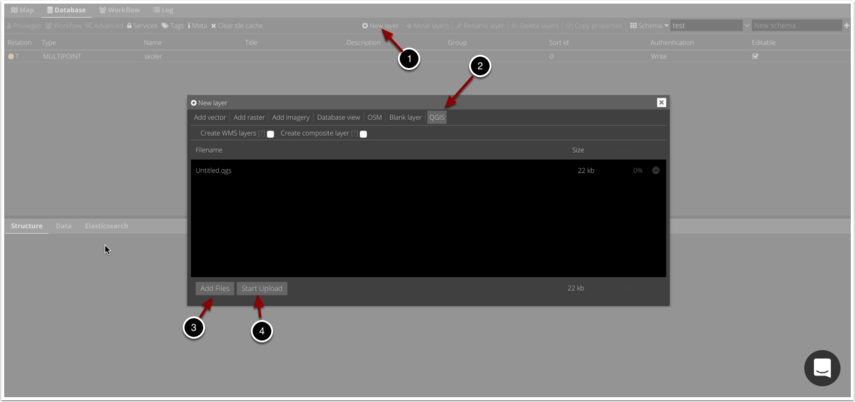 Map Database Workflow Log
Privileges Workflow Advanced Services Tags Meta Clear tile cache New layer Move layers Rename layer Delete layers Copy properties Schema test New schema
Relation Type Name Title Description Group Sort id Authentication Editable
MULTIPOINT skoler 0 Write
2
1
New layer
Add vector Add raster Add imagery Database view OSM Blank layer QGIS
Create WMS layers Create composite layer
Filename Size
Untitled.qgs 22 kb 0%
Structure Data Elasticsearch
Add Files Start Upload 22 kb
3 4